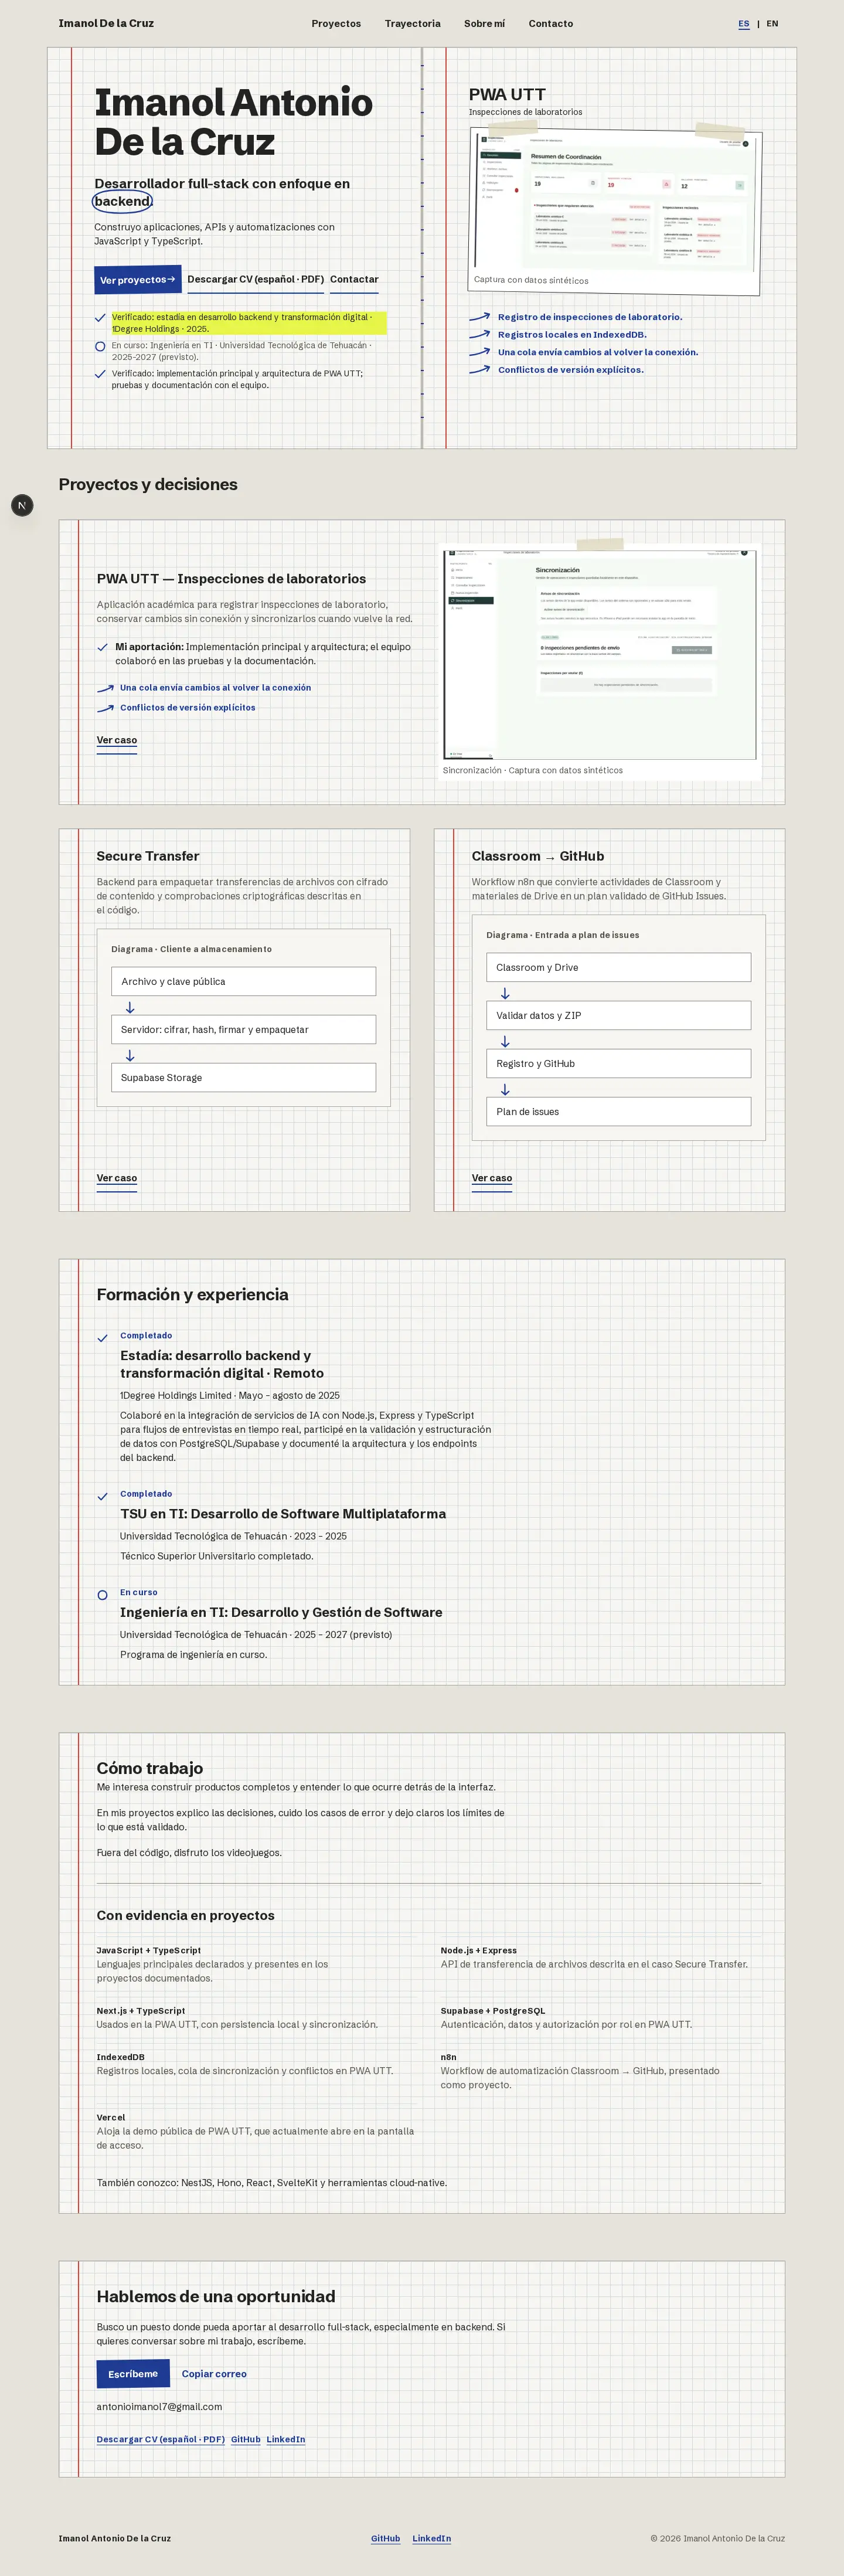 Imanol De la Cruz
Proyectos
Trayectoria
Sobre mí
Contacto
ES | EN
Imanol Antonio
De la Cruz
Desarrollador full-stack con enfoque en
backend.
Construyo aplicaciones, APIs y automatizaciones con
JavaScript y TypeScript.
Ver proyectos→
Descargar CV (español · PDF)
Contactar
Verificado: estadía en desarrollo backend y transformación digital ·
1Degree Holdings · 2025.
En curso: Ingeniería en TI · Universidad Tecnológica de Tehuacán ·
2025-2027 (previsto).
Verificado: implementación principal y arquitectura de PWA UTT;
pruebas y documentación con el equipo.
PWA UTT
Inspecciones de laboratorios
Resumen de Coordinación
19
19
12
Captura con datos sintéticos
Registro de inspecciones de laboratorio.
Registros locales en IndexedDB.
Una cola envía cambios al volver la conexión.
Conflictos de versión explícitos.
N
Proyectos y decisiones
PWA UTT — Inspecciones de laboratorios
Aplicación académica para registrar inspecciones de laboratorio,
conservar cambios sin conexión y sincronizarlos cuando vuelve la red.
Mi aportación: Implementación principal y arquitectura; el equipo
colaboró en las pruebas y la documentación.
Una cola envía cambios al volver la conexión
Conflictos de versión explícitos
Ver caso
Sincronización
0 inspecciones pendientes de envío
Sincronización · Captura con datos sintéticos
Secure Transfer
Backend para empaquetar transferencias de archivos con cifrado
de contenido y comprobaciones criptográficas descritas en
el código.
Diagrama · Cliente a almacenamiento
Archivo y clave pública
↓
Servidor: cifrar, hash, firmar y empaquetar
↓
Supabase Storage
Ver caso
Classroom → GitHub
Workflow n8n que convierte actividades de Classroom y
materiales de Drive en un plan validado de GitHub Issues.
Diagrama · Entrada a plan de issues
Classroom y Drive
↓
Validar datos y ZIP
↓
Registro y GitHub
↓
Plan de issues
Ver caso
Formación y experiencia
Completado
Estadía: desarrollo backend y
transformación digital · Remoto
1Degree Holdings Limited · Mayo – agosto de 2025
Colaboré en la integración de servicios de IA con Node.js, Express y TypeScript
para flujos de entrevistas en tiempo real, participé en la validación y estructuración
de datos con PostgreSQL/Supabase y documenté la arquitectura y los endpoints
del backend.
Completado
TSU en TI: Desarrollo de Software Multiplataforma
Universidad Tecnológica de Tehuacán · 2023 – 2025
Técnico Superior Universitario completado.
En curso
Ingeniería en TI: Desarrollo y Gestión de Software
Universidad Tecnológica de Tehuacán · 2025 – 2027 (previsto)
Programa de ingeniería en curso.
Cómo trabajo
Me interesa construir productos completos y entender lo que ocurre detrás de la interfaz.
En mis proyectos explico las decisiones, cuido los casos de error y dejo claros los límites de
lo que está validado.
Fuera del código, disfruto los videojuegos.
Con evidencia en proyectos
JavaScript + TypeScript
Lenguajes principales declarados y presentes en los
proyectos documentados.
Node.js + Express
API de transferencia de archivos descrita en el caso Secure Transfer.
Next.js + TypeScript
Usados en la PWA UTT, con persistencia local y sincronización.
Supabase + PostgreSQL
Autenticación, datos y autorización por rol en PWA UTT.
IndexedDB
Registros locales, cola de sincronización y conflictos en PWA UTT.
n8n
Workflow de automatización Classroom → GitHub, presentado
como proyecto.
Vercel
Aloja la demo pública de PWA UTT, que actualmente abre en la pantalla
de acceso.
También conozco: NestJS, Hono, React, SvelteKit y herramientas cloud-native.
Hablemos de una oportunidad
Busco un puesto donde pueda aportar al desarrollo full-stack, especialmente en backend. Si
quieres conversar sobre mi trabajo, escríbeme.
Escríbeme
Copiar correo
antonioimanol7@gmail.com
Descargar CV (español · PDF)
GitHub
LinkedIn
Imanol Antonio De la Cruz
GitHub
LinkedIn
© 2026 Imanol Antonio De la Cruz